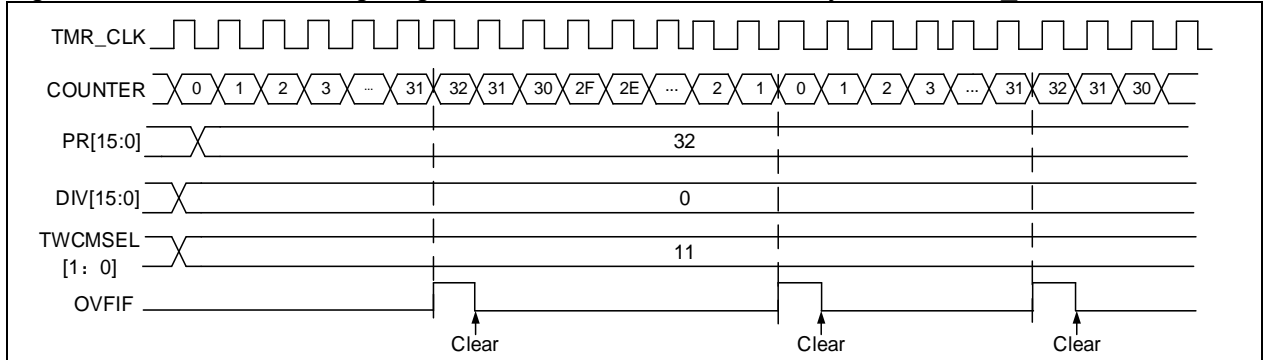 TMR_CLK
COUNTER 0 1 2 3 ... 31 32 31 30 2F 2E ... 2 1 0 1 2 3 ... 31 32 31 30
PR[15:0] 32
DIV[15:0] 0
TWCMSEL
[1：0] 11
OVFIF
Clear Clear Clear